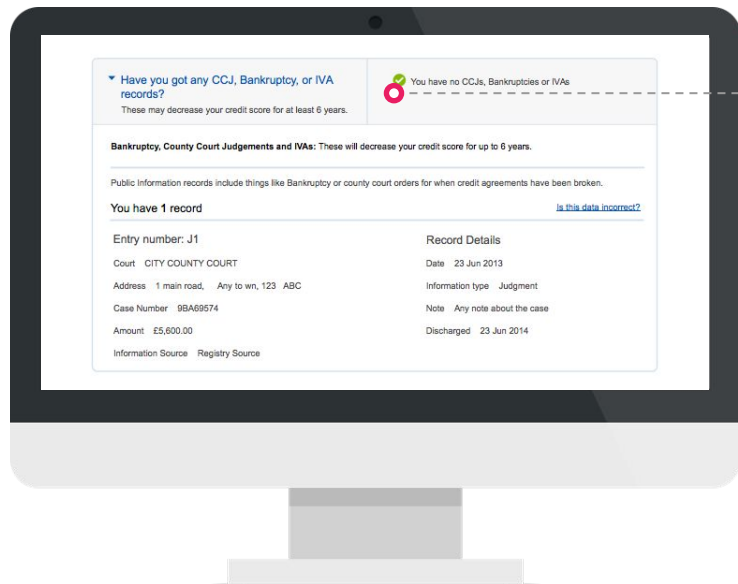 Have you got any CCJ, Bankruptcy, or IVA
records?
These may decrease your credit score for at least 6 years.
You have no CCJs, Bankruptcies or IVAs
Bankruptcy, County Court Judgements and IVAs: These will decrease your credit score for up to 6 years.
Public Information records include things like Bankruptcy or county court orders for when credit agreements have been broken.
You have 1 record
Is this data incorrect?
Entry number: J1
Court CITY COUNTY COURT
Address 1 main road, Any to wn, 123 ABC
Case Number 9BA69574
Amount £5,600.00
Information Source Registry Source
Record Details
Date 23 Jun 2013
Information type Judgment
Note Any note about the case
Discharged 23 Jun 2014